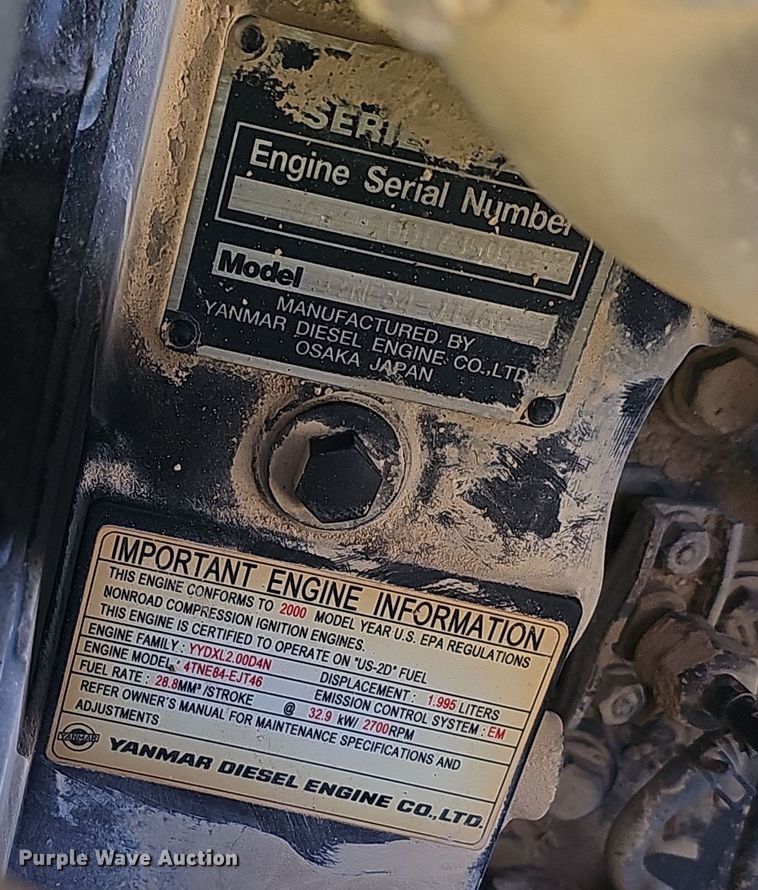 Engine Serial Number
Model
MANUFACTURED BY
YANMAR DIESEL ENGINE CO.,LTD
OSAKA JAPAN
IMPORTANT ENGINE INFORMATION
THIS ENGINE CONFORMS TO 2000 MODEL YEAR U.S. EPA REGULATIONS
NONROAD COMPRESSION IGNITION ENGINES.
THIS ENGINE IS CERTIFIED TO OPERATE ON "US-2D" FUEL
ENGINE FAMILY : YYDXL2.00D4N DISPLACEMENT : 1.995 LITERS
ENGINE MODEL : 4TNE84-EJT46 EMISSION CONTROL SYSTEM : EM
FUEL RATE : 28.8MM³/STROKE @ 32.9 kW/ 2700RPM
REFER OWNER'S MANUAL FOR MAINTENANCE SPECIFICATIONS AND
ADJUSTMENTS
YANMAR YANMAR DIESEL ENGINE CO.,LTD.
Purple Wave Auction